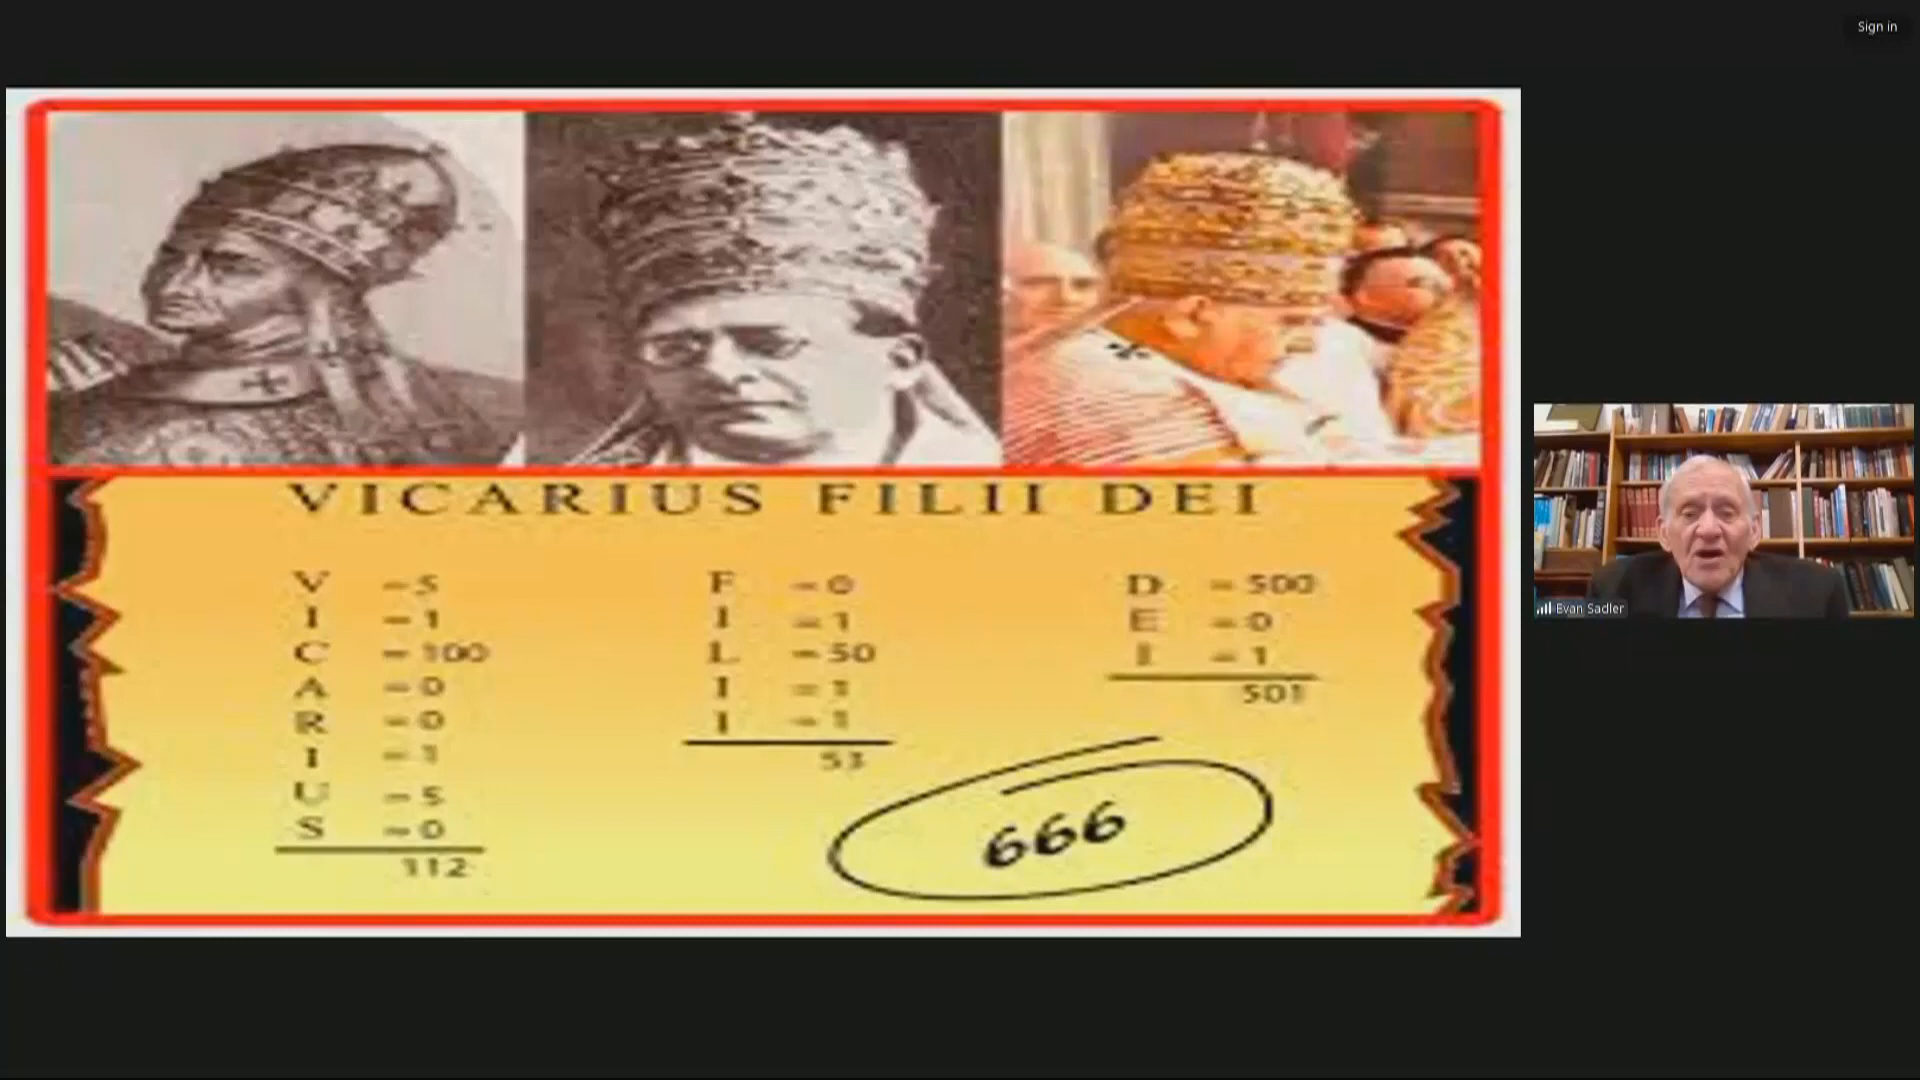 Sign in
VICARIUS FILII DEI
V = 5
I = 1
C = 100
A = 0
R = 0
I = 1
U = 5
S = 0
112
F = 0
I = 1
L = 50
I = 1
I = 1
53
D = 500
E = 0
I = 1
501
666
Evan Sadler